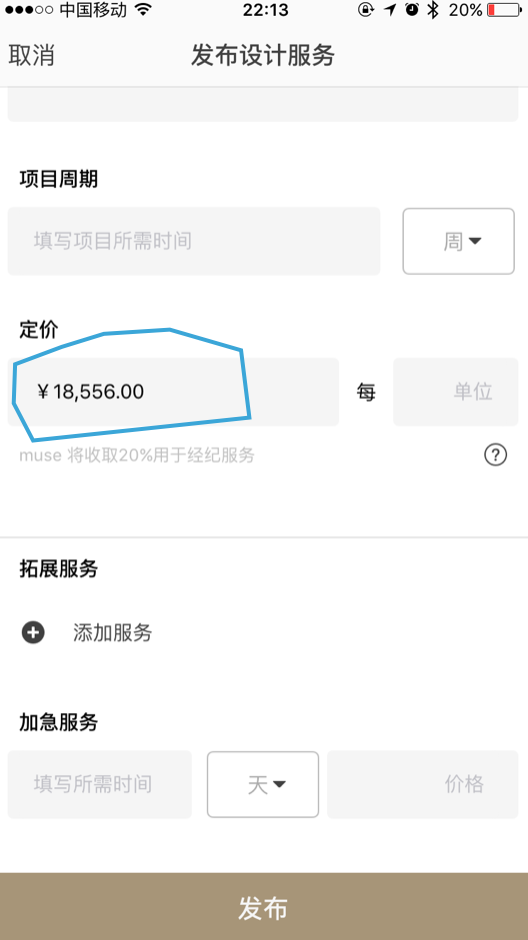 中国移动 22:13 20%
取消 发布设计服务
项目周期
填写项目所需时间 周
定价
¥ 18,556.00 每 单位
muse 将收取20%用于经纪服务 ?
拓展服务
添加服务
加急服务
填写所需时间 天 价格
发布